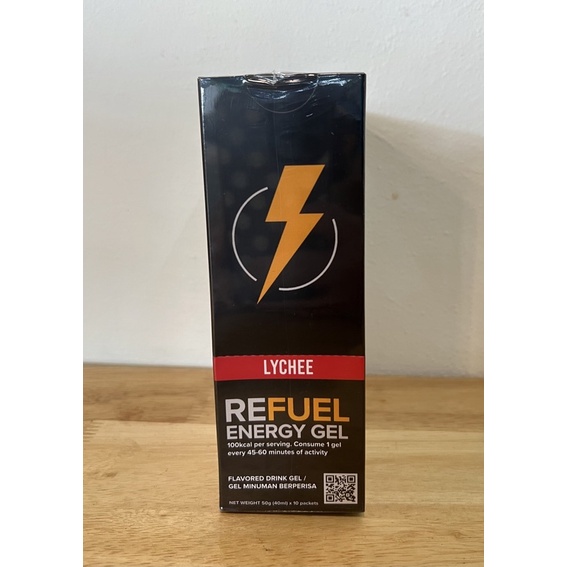 LYCHEE
REFUEL
ENERGY GEL
100kcal per serving. Consume 1 gel
every 45-60 minutes of activity
FLAVORED DRINK GEL /
GEL MINUMAN BERPERISA
NET WEIGHT 50g (40ml) x 10 packets